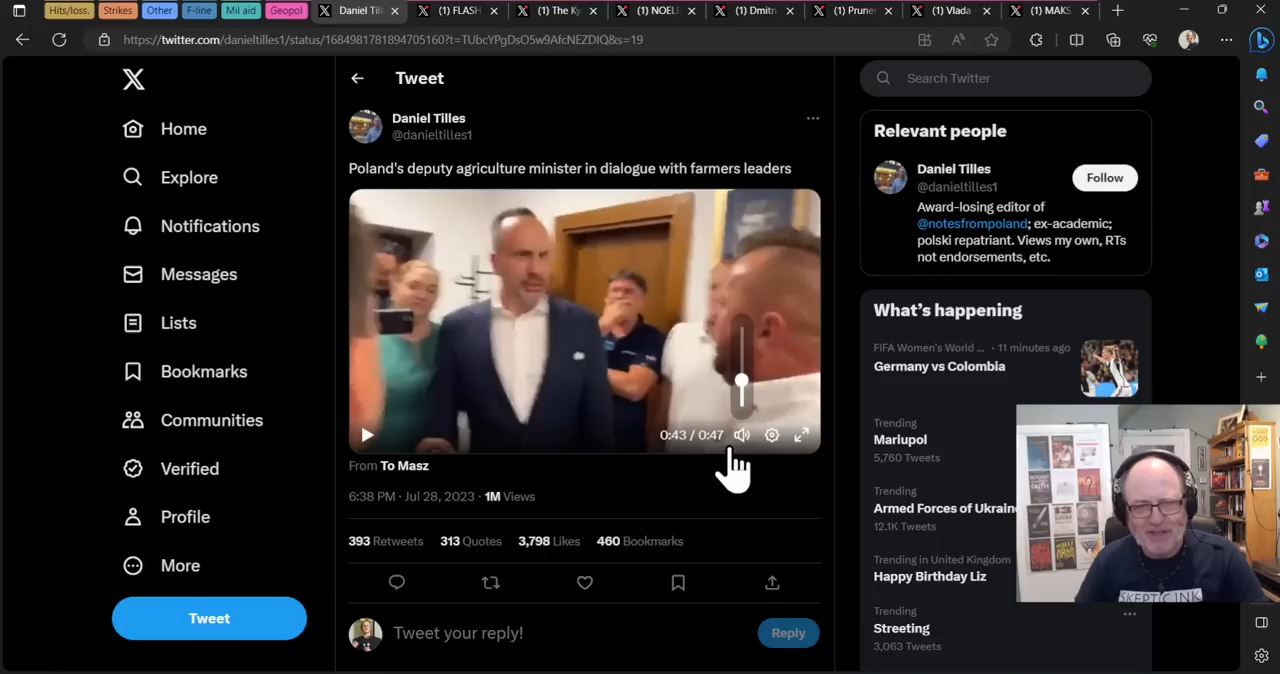 Hits/loss.
Strikes
Other
F-line
Mil aid
Geopol
Daniel Til
(1) FLASH
(1) The Ky
(1) NOELR
(1) Dmitri
(1) Prune
(1) Vlada
(1) MAKS
https://twitter.com/danieltilles1/status/1684981781894705160?t=TUbcYPgDsO5w9AfcNEZDIQ&s=19
Home
Explore
Notifications
Messages
Lists
Bookmarks
Communities
Verified
Profile
More
Tweet
Tweet
Daniel Tilles
@danieltilles1
Poland's deputy agriculture minister in dialogue with farmers leaders
0:43 / 0:47
From To Masz
6:38 PM · Jul 28, 2023 · 1M Views
393 Retweets 313 Quotes 3,798 Likes 460 Bookmarks
Tweet your reply!
Reply
Search Twitter
Relevant people
Daniel Tilles
@danieltilles1
Follow
Award-losing editor of
@notesfrompoland; ex-academic;
polski repatriant. Views my own, RTs
not endorsements, etc.
What's happening
FIFA Women's World ... · 11 minutes ago
Germany vs Colombia
Trending
Mariupol
5,760 Tweets
Trending
Armed Forces of Ukraine
12.1K Tweets
Trending in United Kingdom
Happy Birthday Liz
Trending
Streeting
3,063 Tweets
SKEPTIC INK